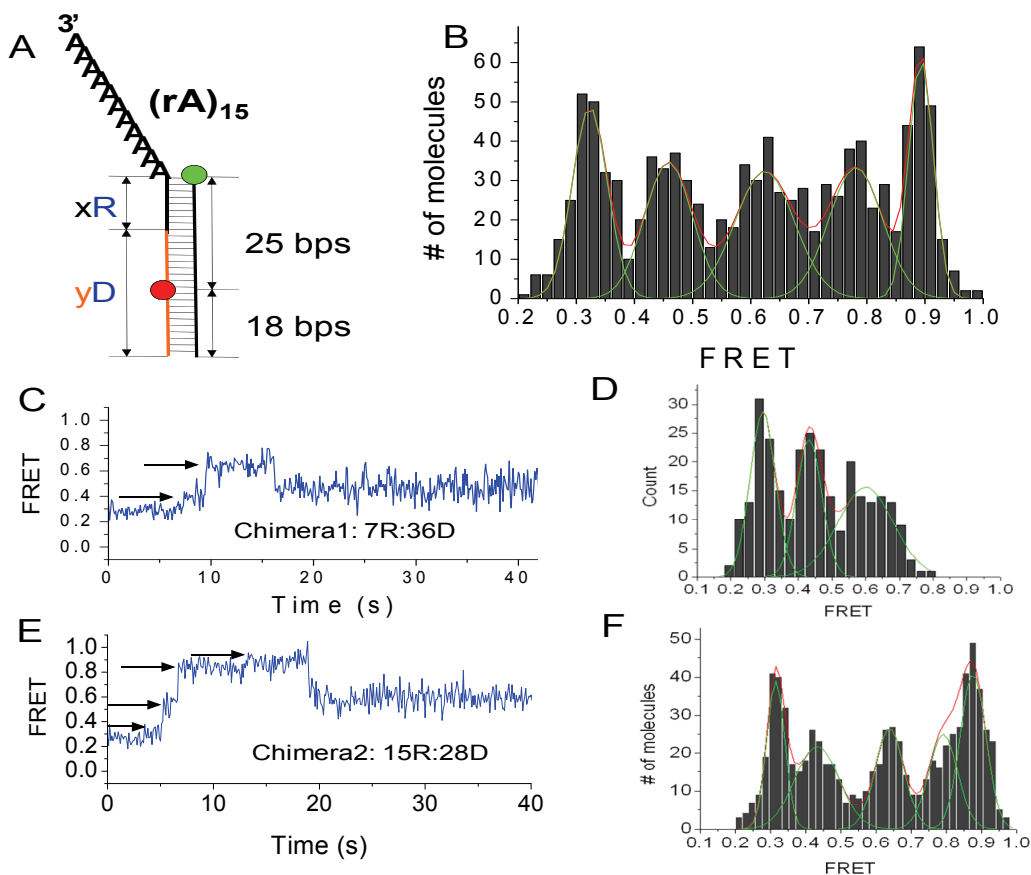 A
3'
AAAAAAAAAAA
(rA)15
xR
yD
25 bps
18 bps
B
# of molecules
60
50
40
30
20
10
0
0.2 0.3 0.4 0.5 0.6 0.7 0.8 0.9 1.0
FRET
C
FRET
1.0
0.8
0.6
0.4
0.2
0.0
Chimera1: 7R:36D
0 10 20 30 40
Time (s)
D
Count
30
25
20
15
10
5
0
0.1 0.2 0.3 0.4 0.5 0.6 0.7 0.8 0.9 1.0
FRET
E
FRET
1.0
0.8
0.6
0.4
0.2
0.0
Chimera2: 15R:28D
0 10 20 30 40
Time (s)
F
# of molecules
50
40
30
20
10
0
0.1 0.2 0.3 0.4 0.5 0.6 0.7 0.8 0.9 1.0
FRET